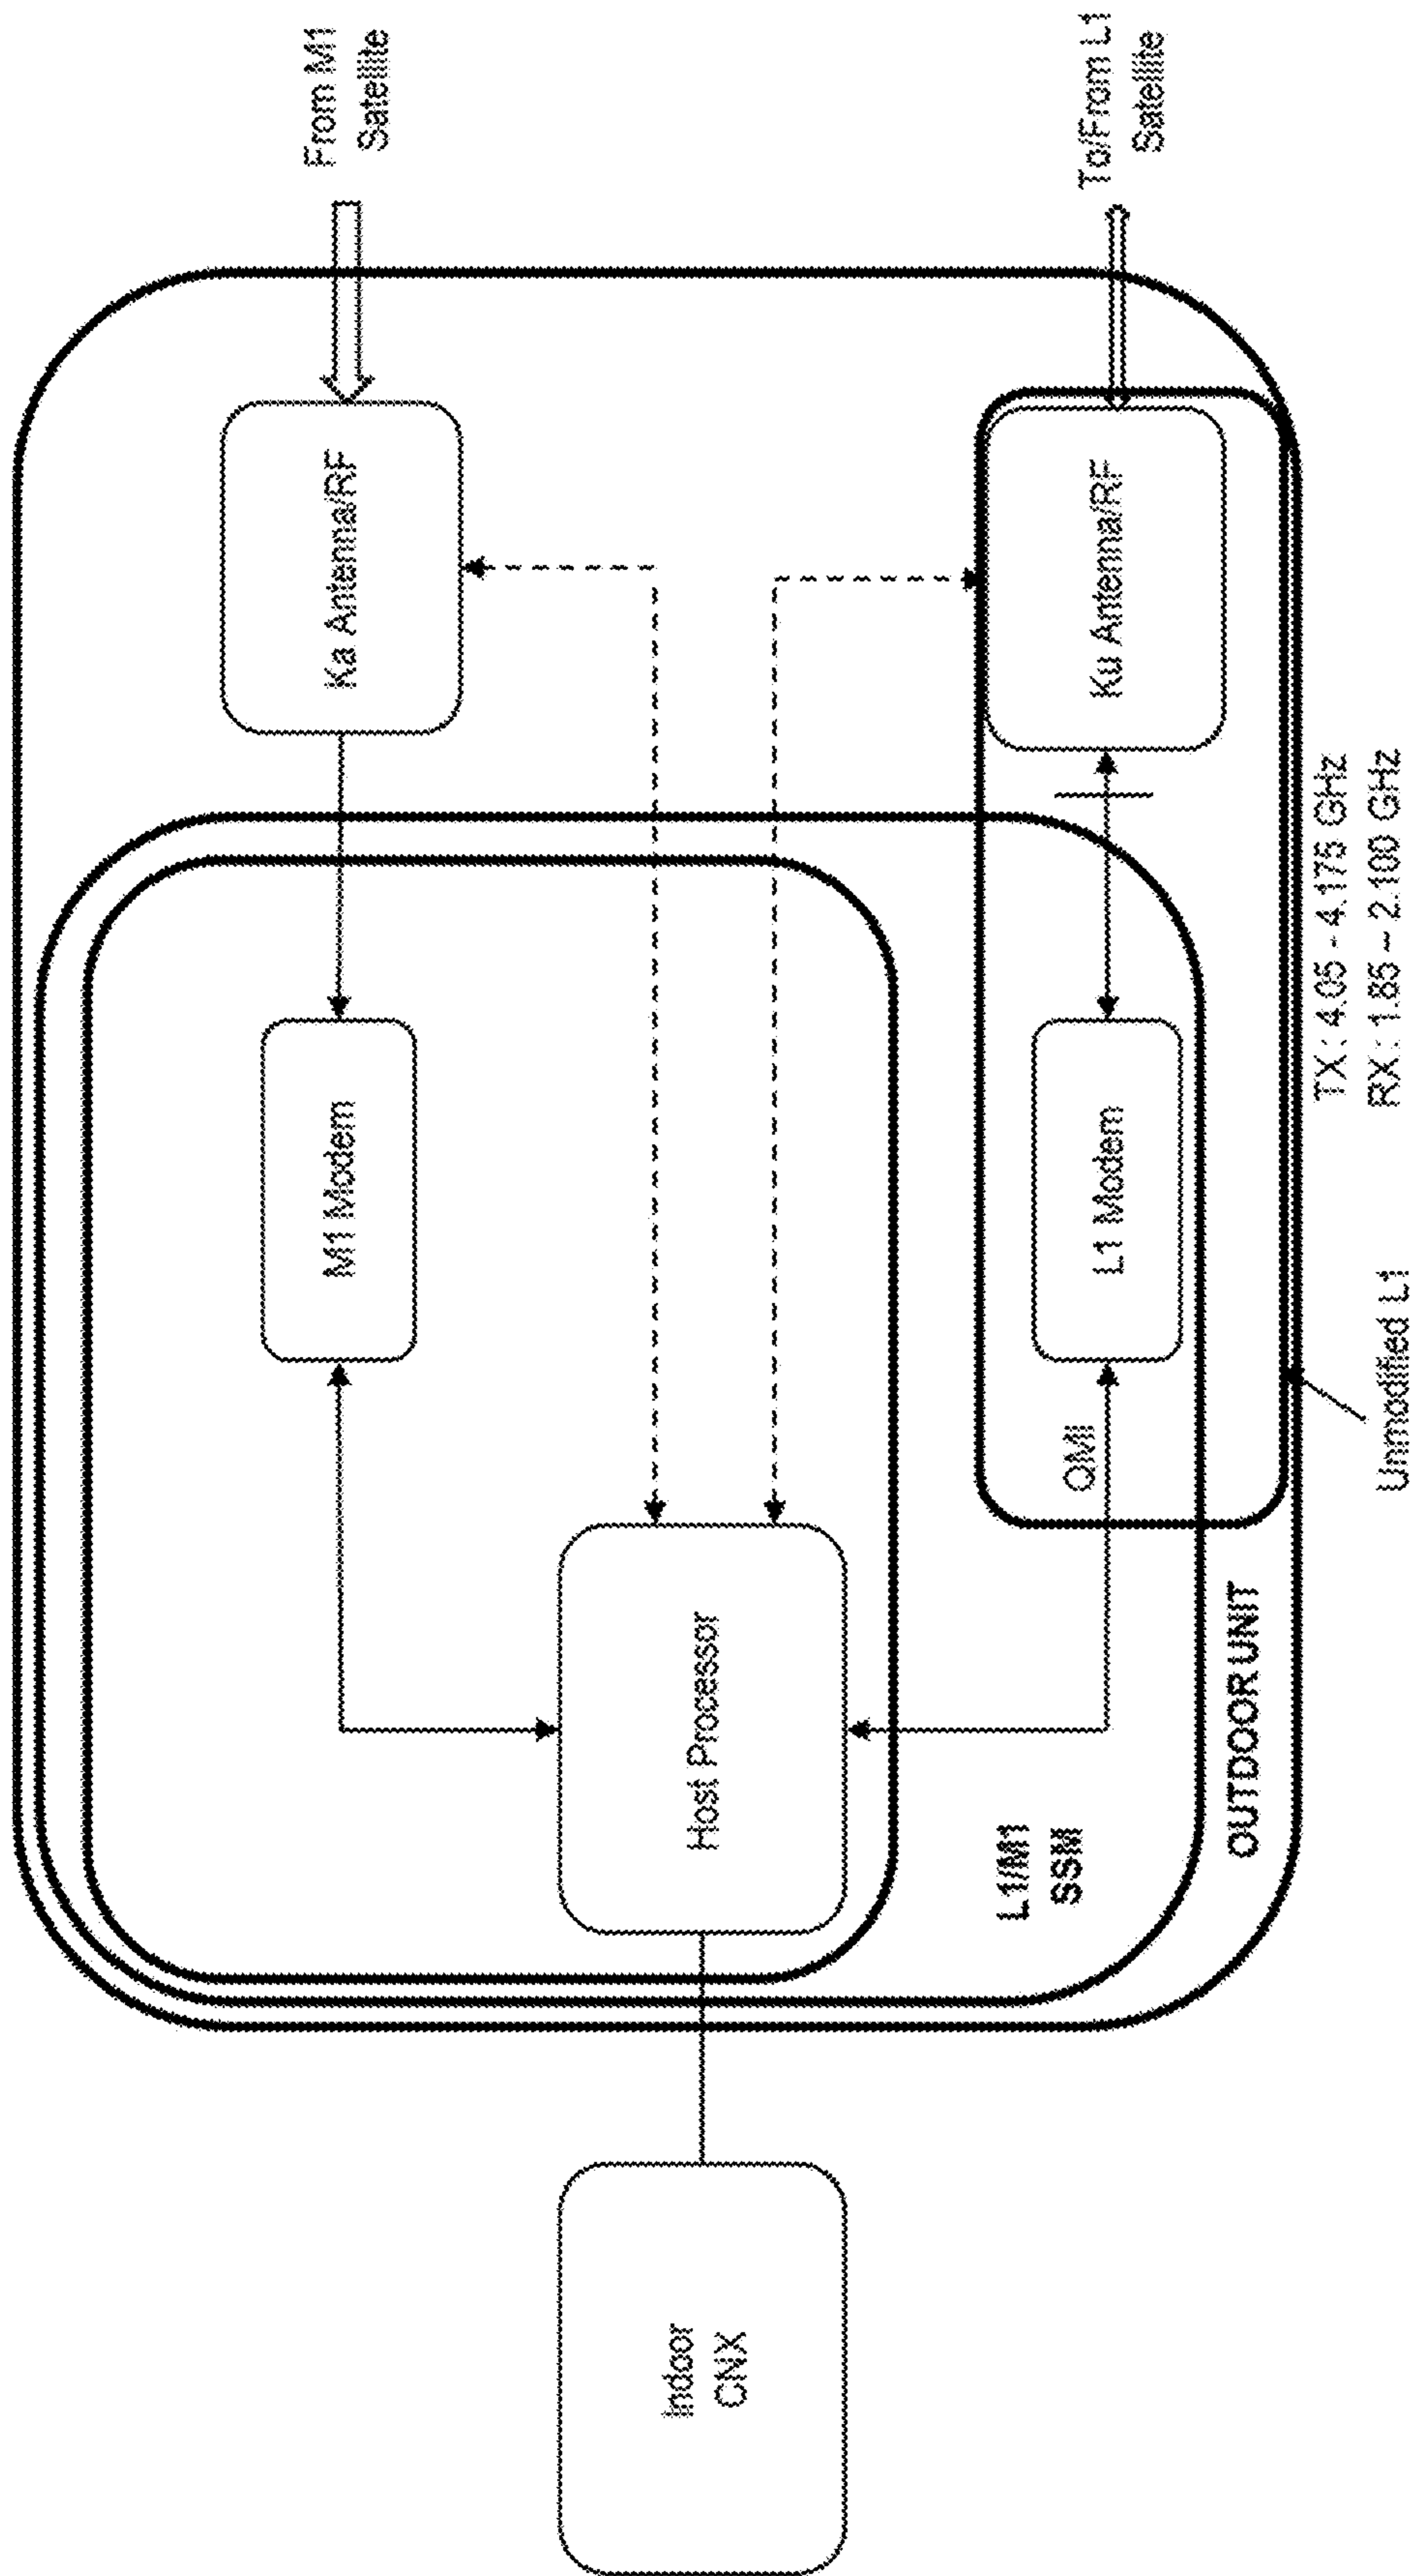 From M1
Satellite
Ka Antenna/RF
M1 Modem
Host Processor
Indoor
CNX
To/From L1
Satellite
Ku Antenna/RF
L1 Modem
QMI
L1/M1
SSM
OUTDOOR UNIT
TX : 4.05 - 4.175 GHz
RX : 1.85 – 2.100 GHz
Unmodified L1